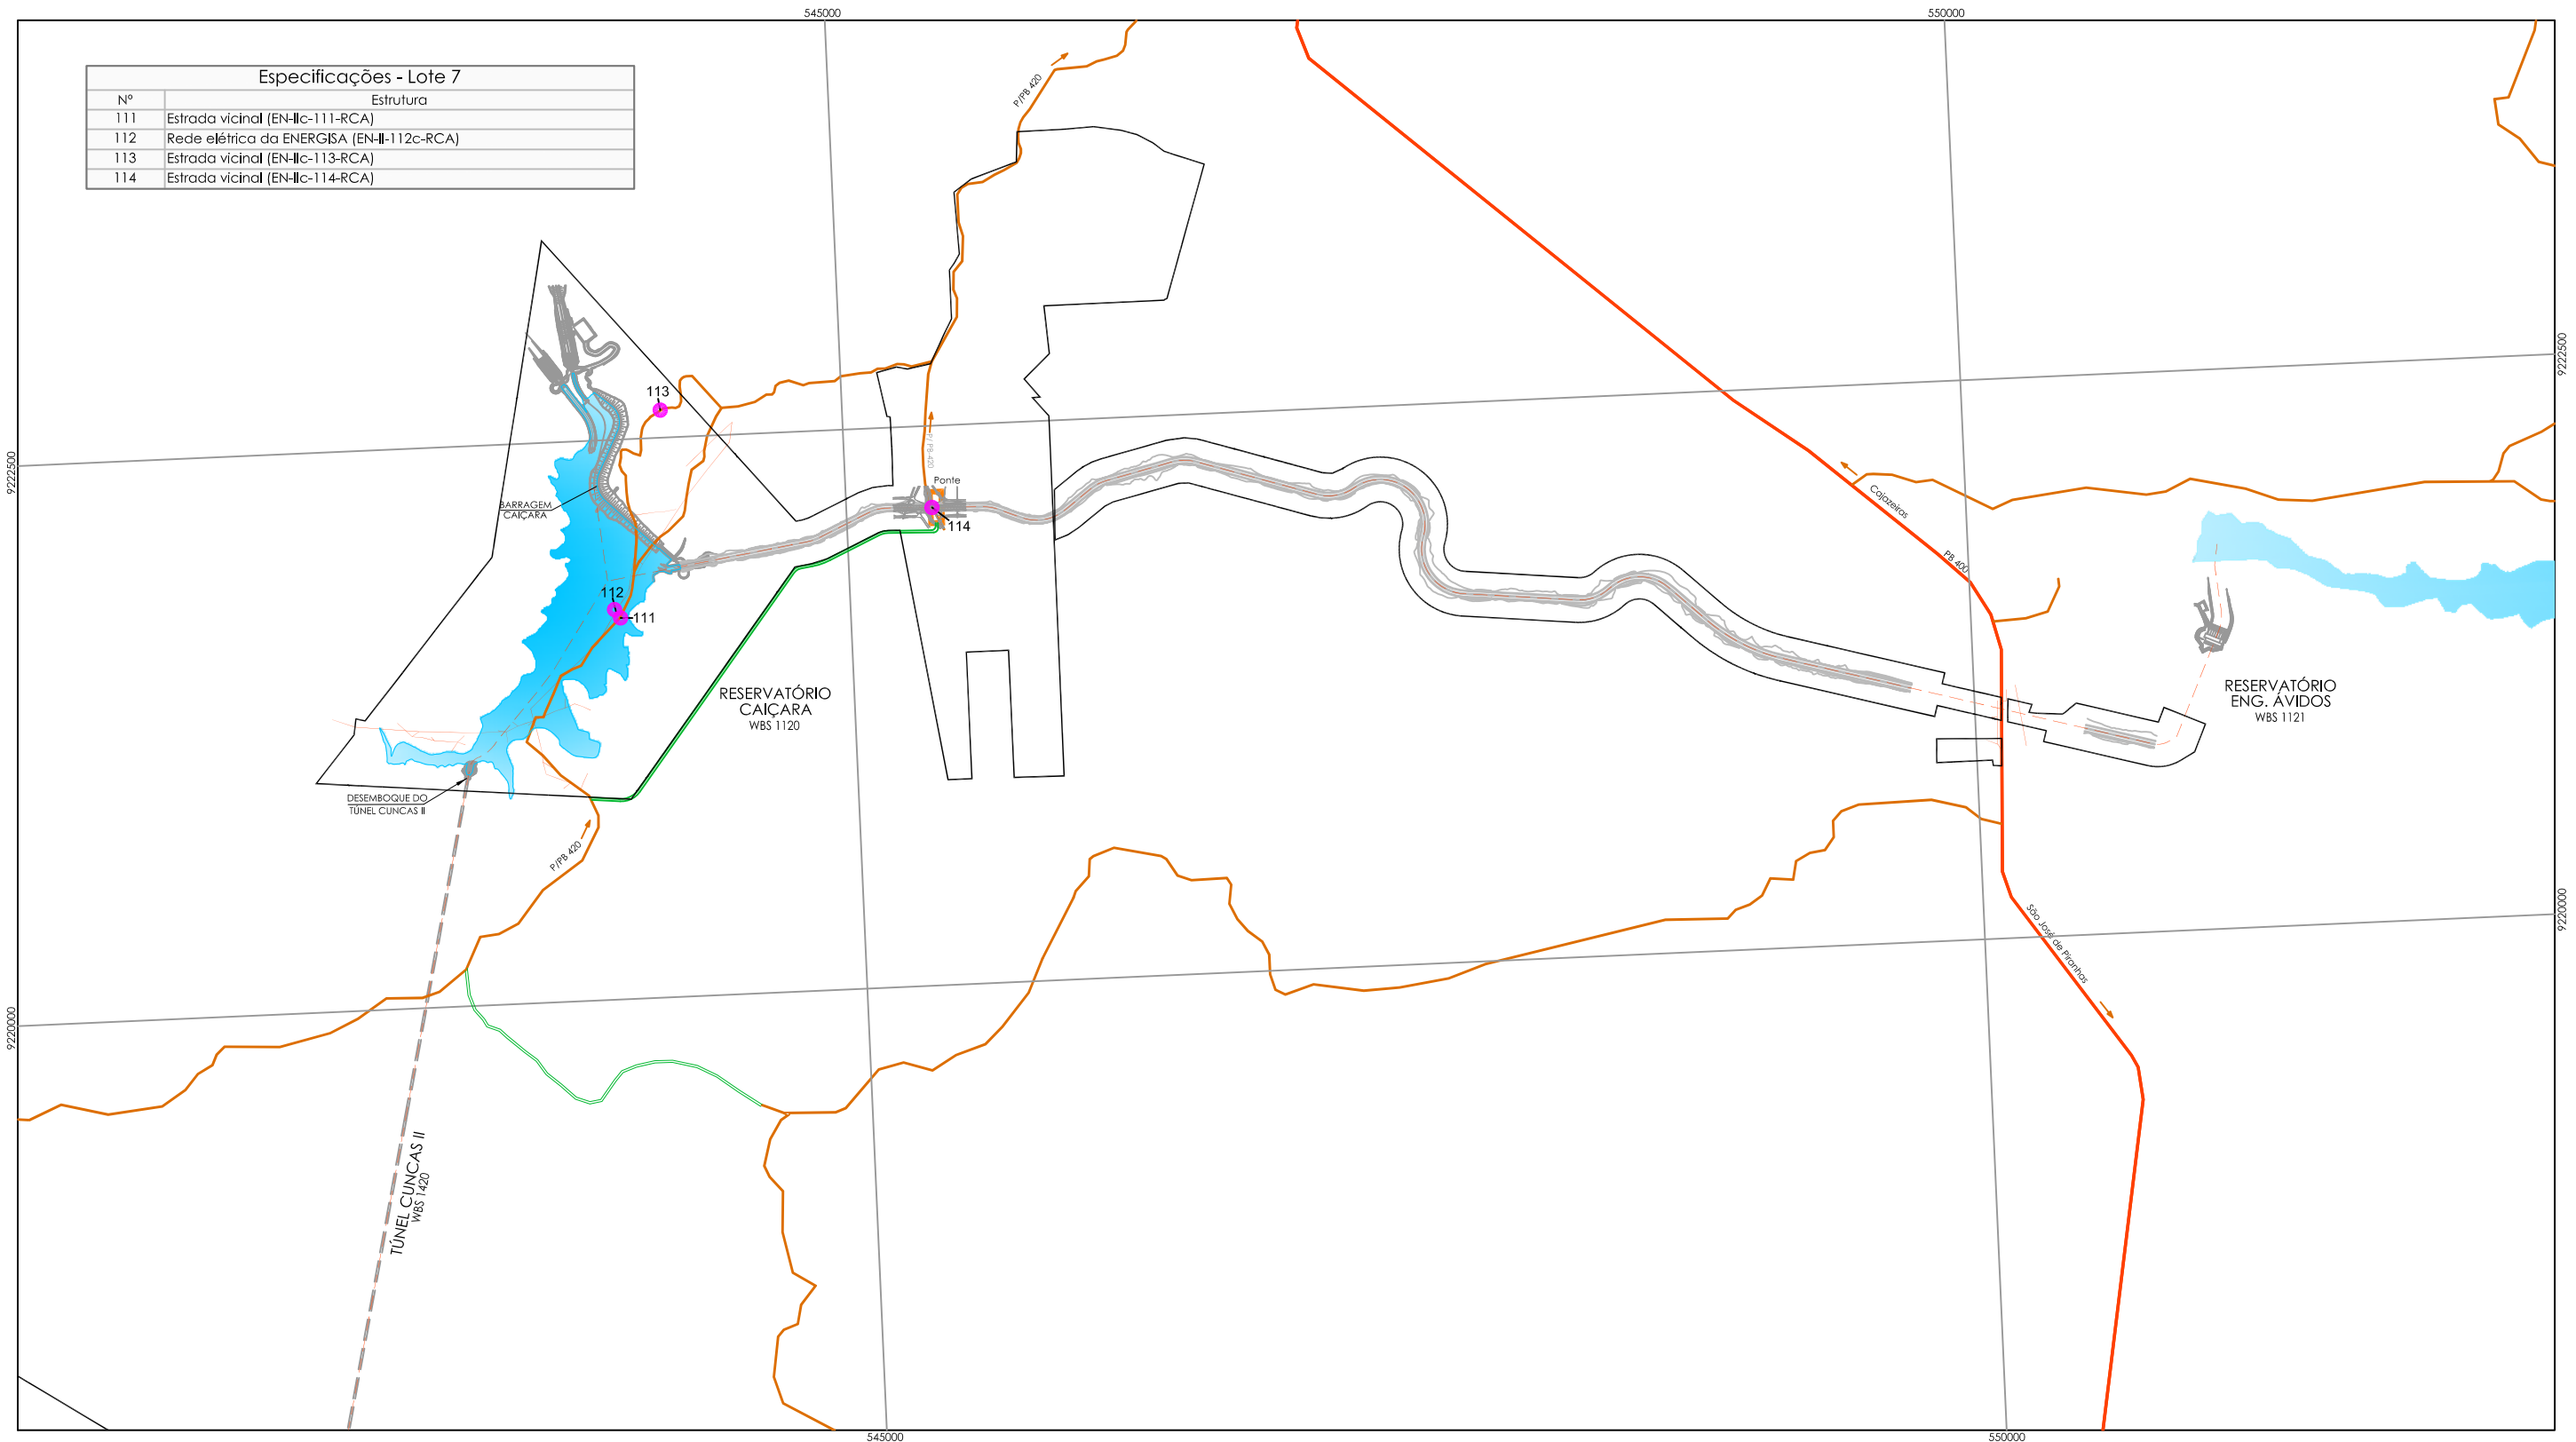 545000
550000
Especificações - Lote 7
Nº Estrutura
111 Estrada vicinal (EN-IIc-111-RCA)
112 Rede elétrica da ENERGISA (EN-II-112c-RCA)
113 Estrada vicinal (EN-IIc-113-RCA)
114 Estrada vicinal (EN-IIc-114-RCA)
P/PB 420
9222500
113
9222500
P/ PB-420
Ponte
BARRAGEM
CAIÇARA
114
Cajazeiras
PB 400
112
111
RESERVATÓRIO
CAIÇARA
WBS 1120
RESERVATÓRIO
ENG. ÁVIDOS
WBS 1121
DESEMBOQUE DO
TÚNEL CUNCAS II
P/PB 420
9220000
São José de Piranhas
9220000
TÚNEL CUNCAS II
WBS 1420
545000
550000